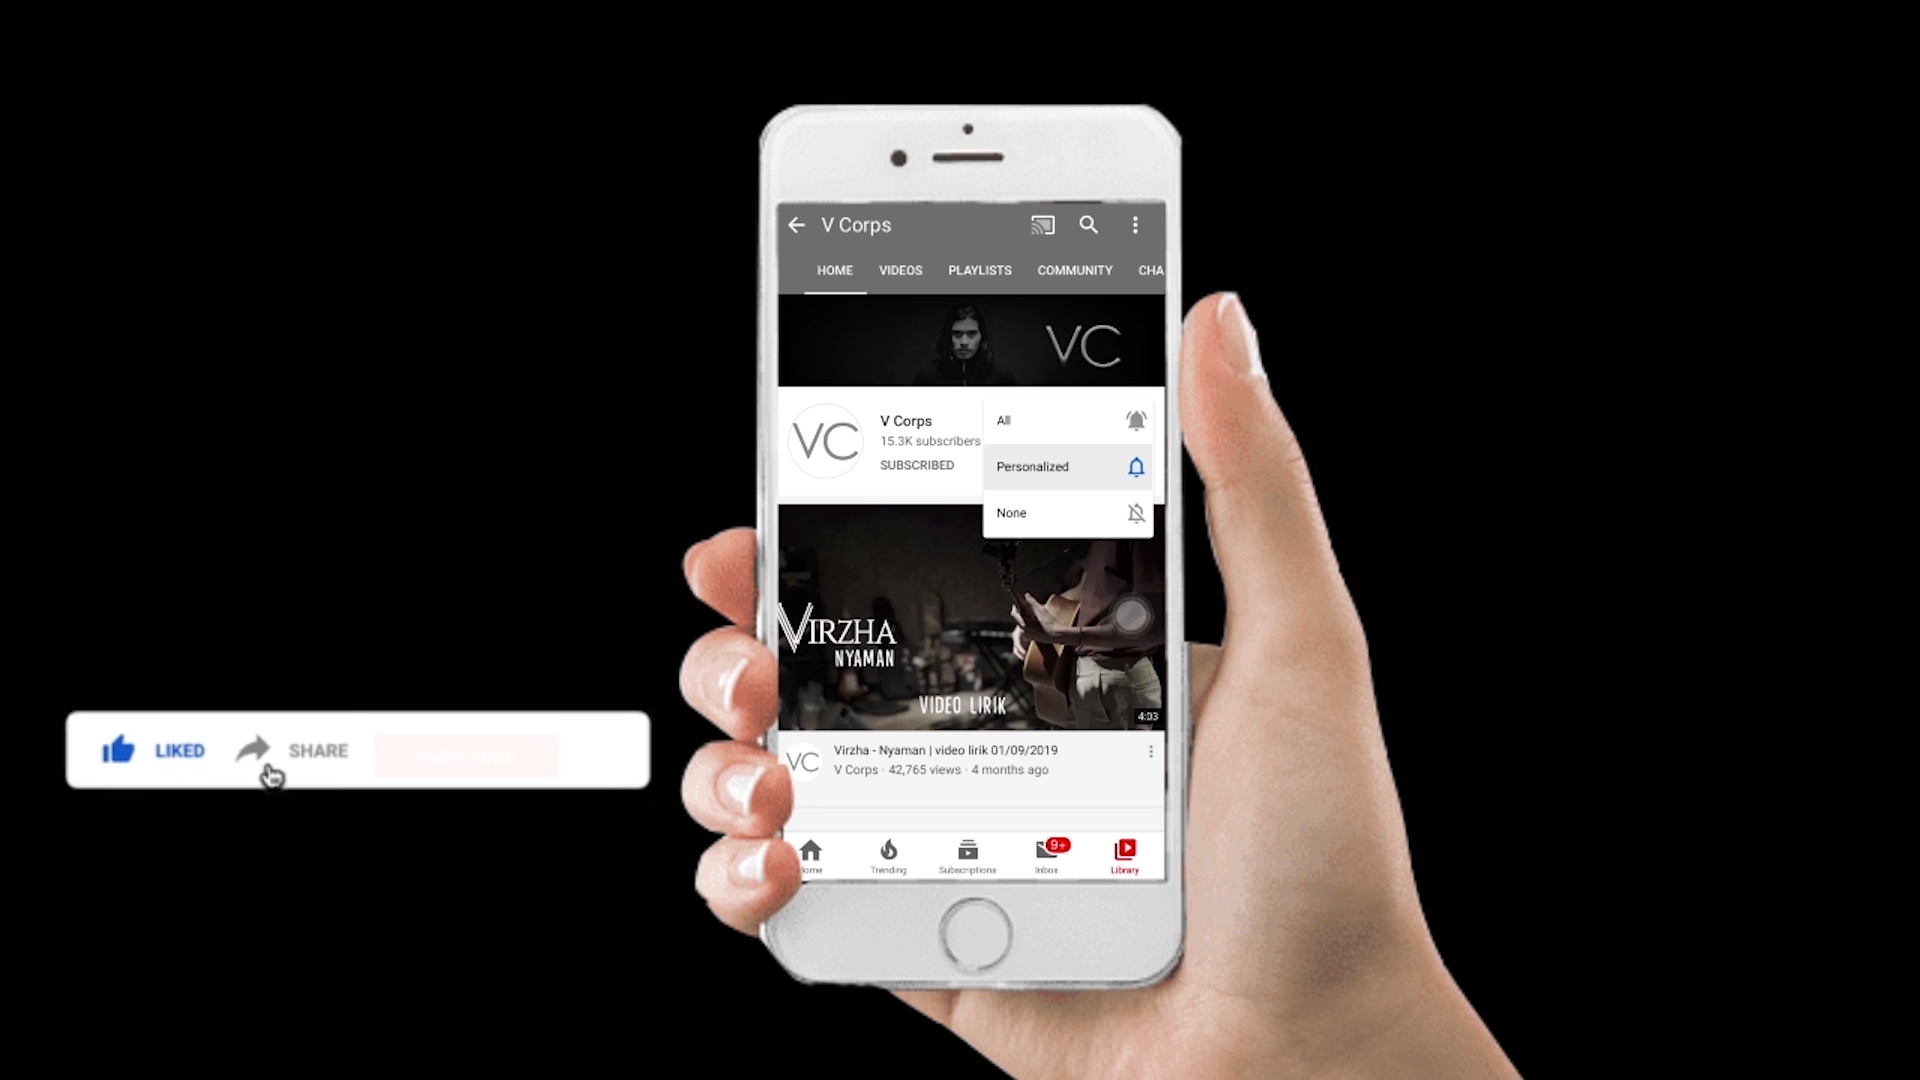 V Corps
HOME VIDEOS PLAYLISTS COMMUNITY CHA
VC
VC
V Corps
15.3K subscribers
SUBSCRIBED
All
Personalized
None
VIRZHA
NYAMAN
VIDEO LIRIK
4:03
VC
Virzha - Nyaman | video lirik 01/09/2019
V Corps · 42,765 views · 4 months ago
9+
ome Trending Subscriptions Inbox Library
LIKED SHARE